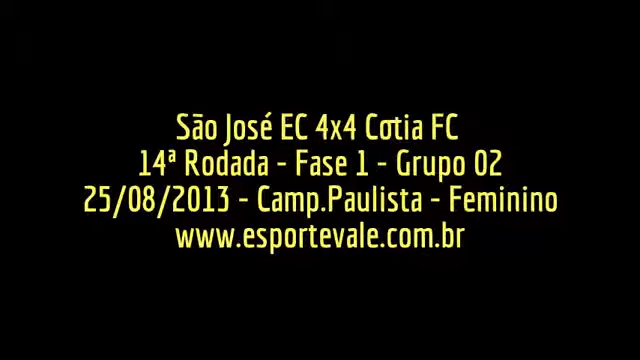 São José EC 4x4 Cotia FC
14ª Rodada - Fase 1 - Grupo 02
25/08/2013 - Camp.Paulista - Feminino
www.esportevale.com.br